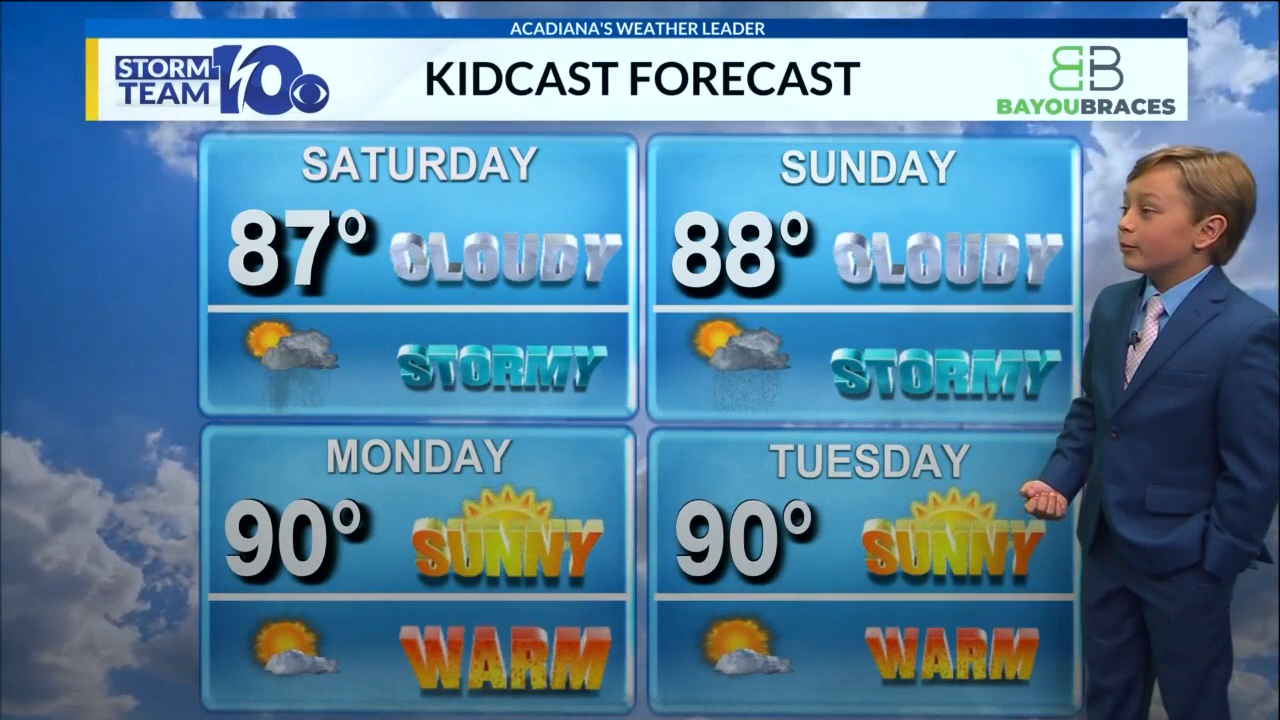 ACADIANA'S WEATHER LEADER
STORM TEAM 10
KIDCAST FORECAST
BB
BAYOUBRACES
SATURDAY
87° CLOUDY
STORMY
SUNDAY
88° CLOUDY
STORMY
MONDAY
90° SUNNY
WARM
TUESDAY
90° SUNNY
WARM